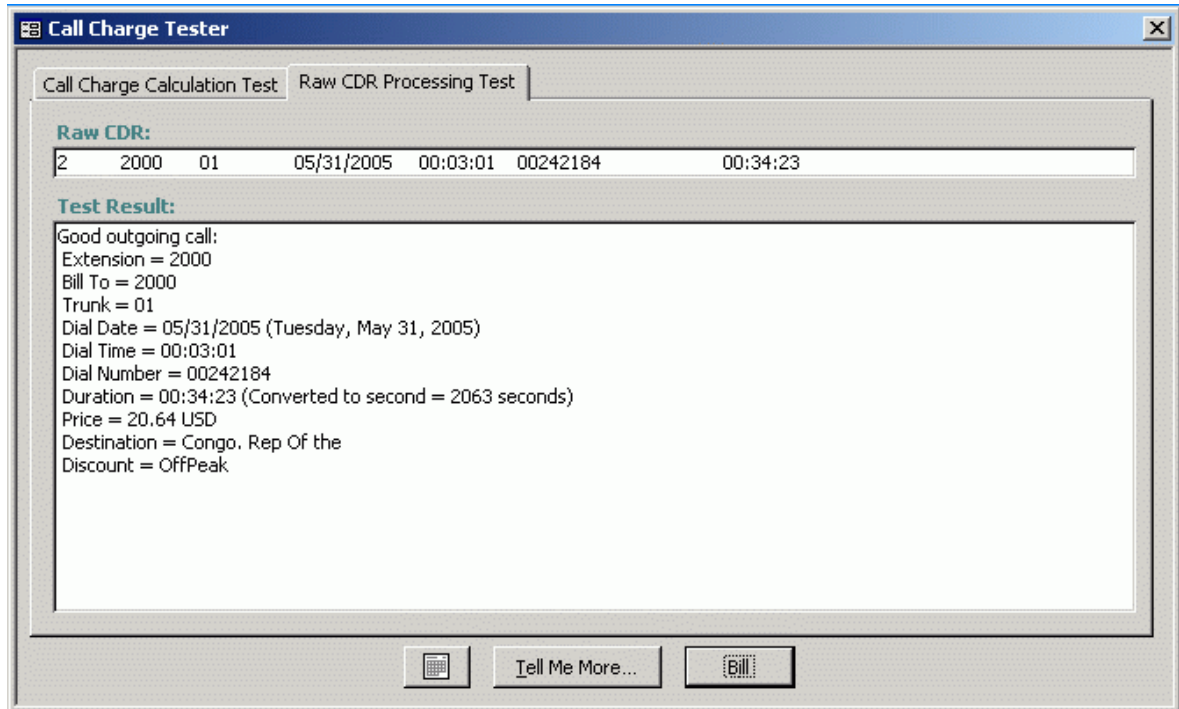 Call Charge Tester
Call Charge Calculation Test Raw CDR Processing Test
Raw CDR:
2 2000 01 05/31/2005 00:03:01 00242184 00:34:23
Test Result:
Good outgoing call:
Extension = 2000
Bill To = 2000
Trunk = 01
Dial Date = 05/31/2005 (Tuesday, May 31, 2005)
Dial Time = 00:03:01
Dial Number = 00242184
Duration = 00:34:23 (Converted to second = 2063 seconds)
Price = 20.64 USD
Destination = Congo. Rep Of the
Discount = OffPeak
Tell Me More... Bill